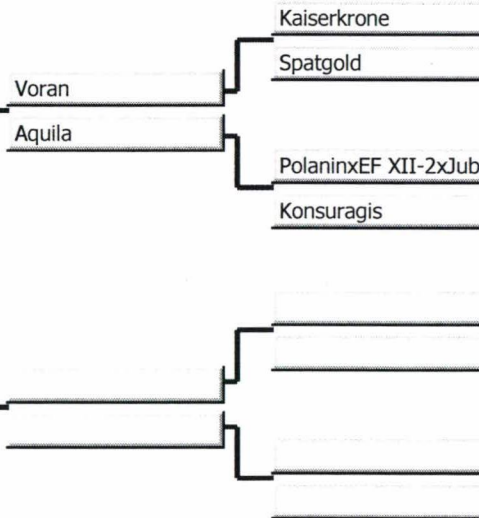 Kaiserkrone
Spatgold
Voran
Aquila
PolaninxEF XII-2xJub
Konsuragis